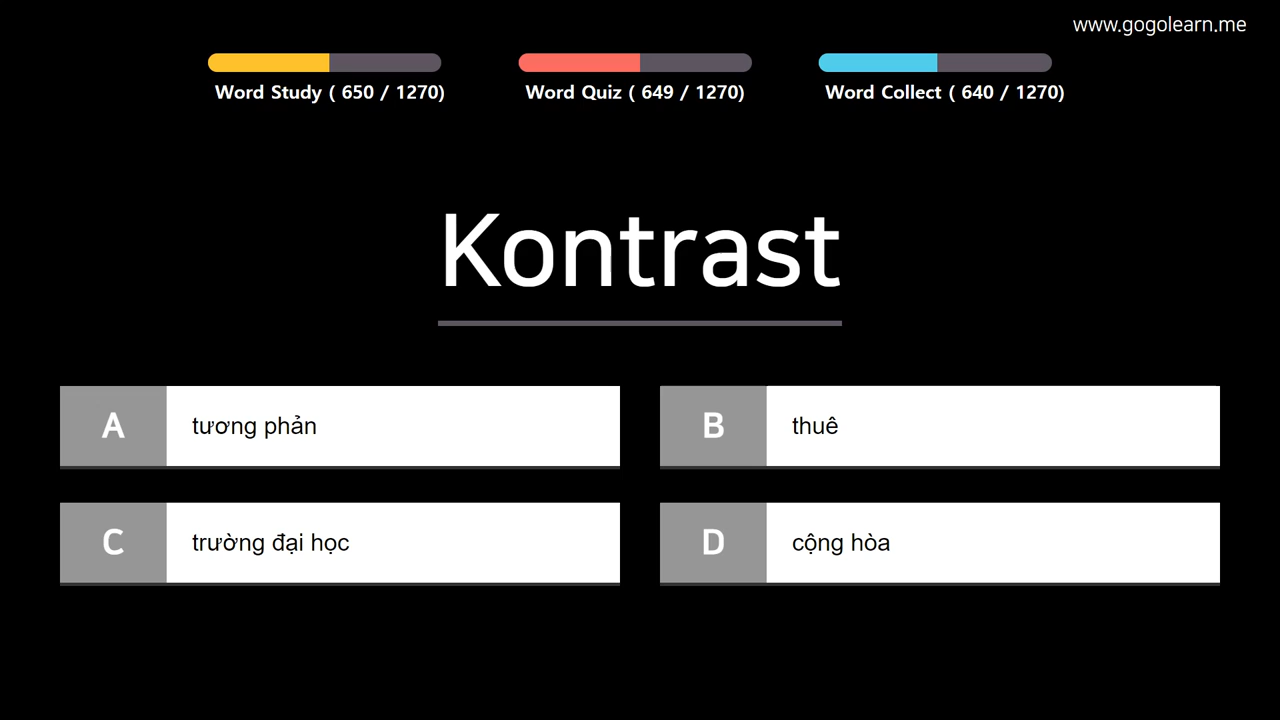 www.gogolearn.me
Word Study ( 650 / 1270)
Word Quiz ( 649 / 1270)
Word Collect ( 640 / 1270)
Kontrast
A tương phản
B thuê
C trường đại học
D cộng hòa